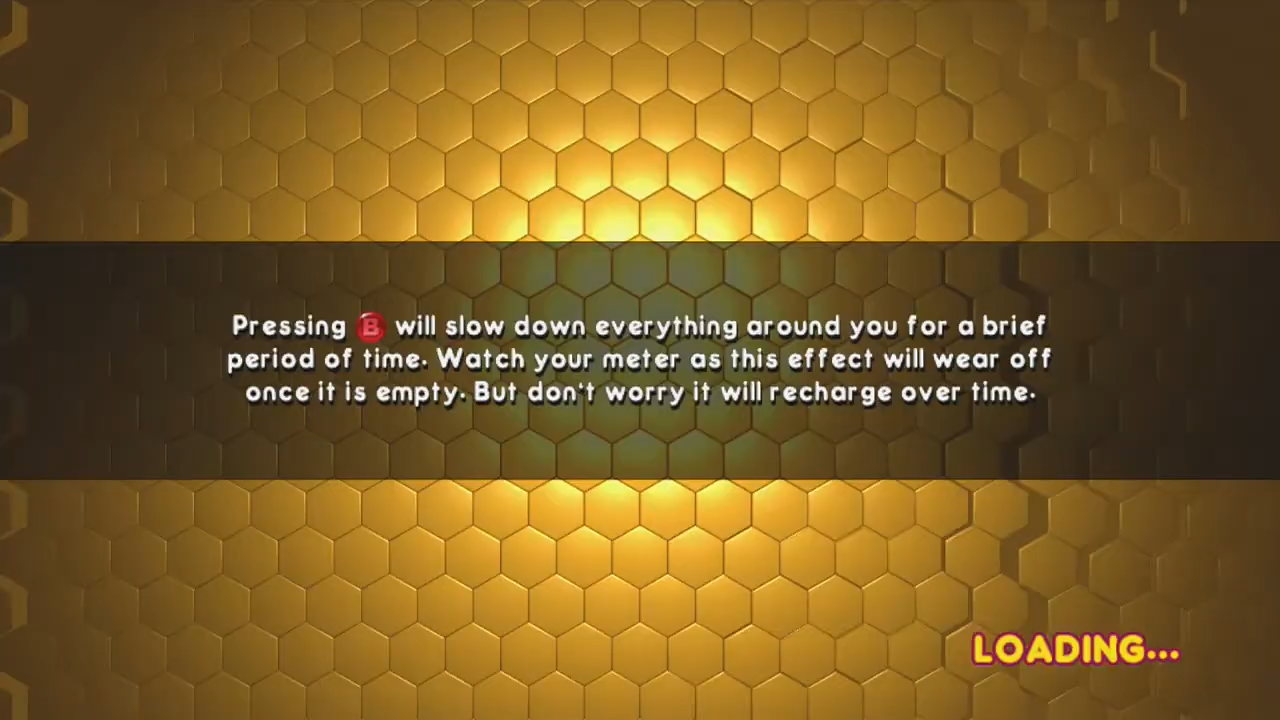 Pressing B will slow down everything around you for a brief
period of time. Watch your meter as this effect will wear off
once it is empty. But don't worry it will recharge over time.
LOADING...